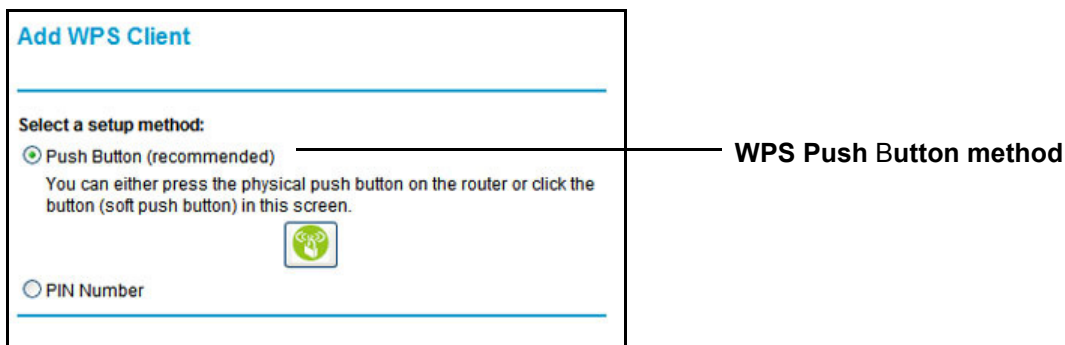 Add WPS Client
Select a setup method:
Push Button (recommended)
WPS Push Button method
You can either press the physical push button on the router or click the
button (soft push button) in this screen.
PIN Number